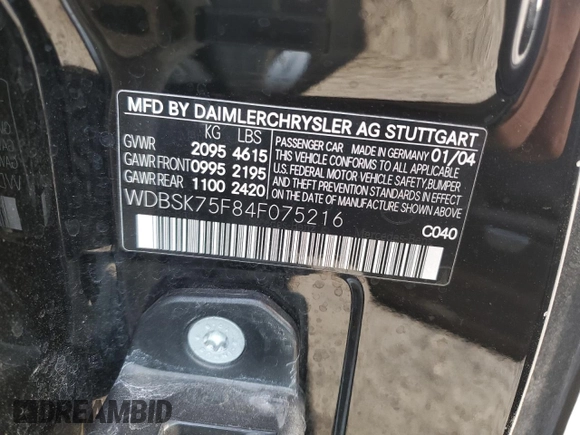 MFD BY DAIMLERCHRYSLER AG STUTTGART
KG LBS
GVWR 2095 4615
GAWR FRONT 0995 2195
GAWR REAR 1100 2420
PASSENGER CAR MADE IN GERMANY 01/04
THIS VEHICLE CONFORMS TO ALL APPLICABLE
U.S. FEDERAL MOTOR VEHICLE SAFETY, BUMPER
AND THEFT PREVENTION STANDARDS IN EFFECT
ON THE DATE OF MANUFACTURE SHOWN ABOVE
WDBSK75F84F075216
C040
DREAMBID